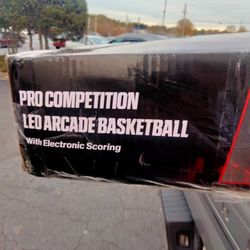 PRO COMPETITION
LED ARCADE BASKETBALL
With Electronic Scoring